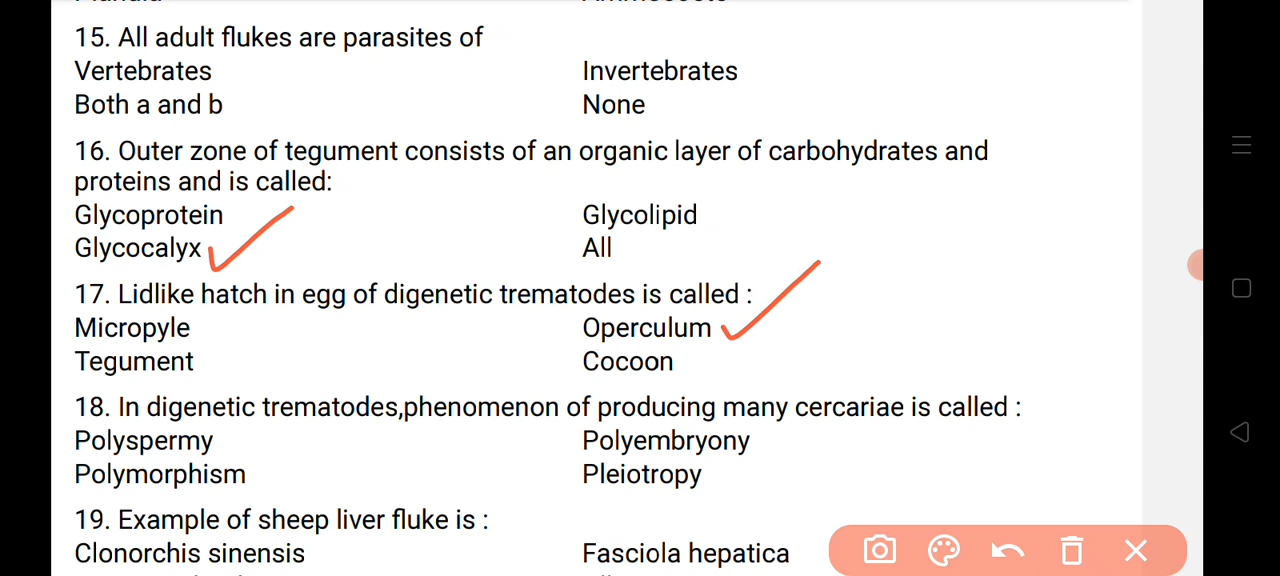 15. All adult flukes are parasites of
Vertebrates Invertebrates
Both a and b None
16. Outer zone of tegument consists of an organic layer of carbohydrates and
proteins and is called:
Glycoprotein Glycolipid
Glycocalyx All
17. Lidlike hatch in egg of digenetic trematodes is called :
Micropyle Operculum
Tegument Cocoon
18. In digenetic trematodes,phenomenon of producing many cercariae is called :
Polyspermy Polyembryony
Polymorphism Pleiotropy
19. Example of sheep liver fluke is :
Clonorchis sinensis Fasciola hepatica